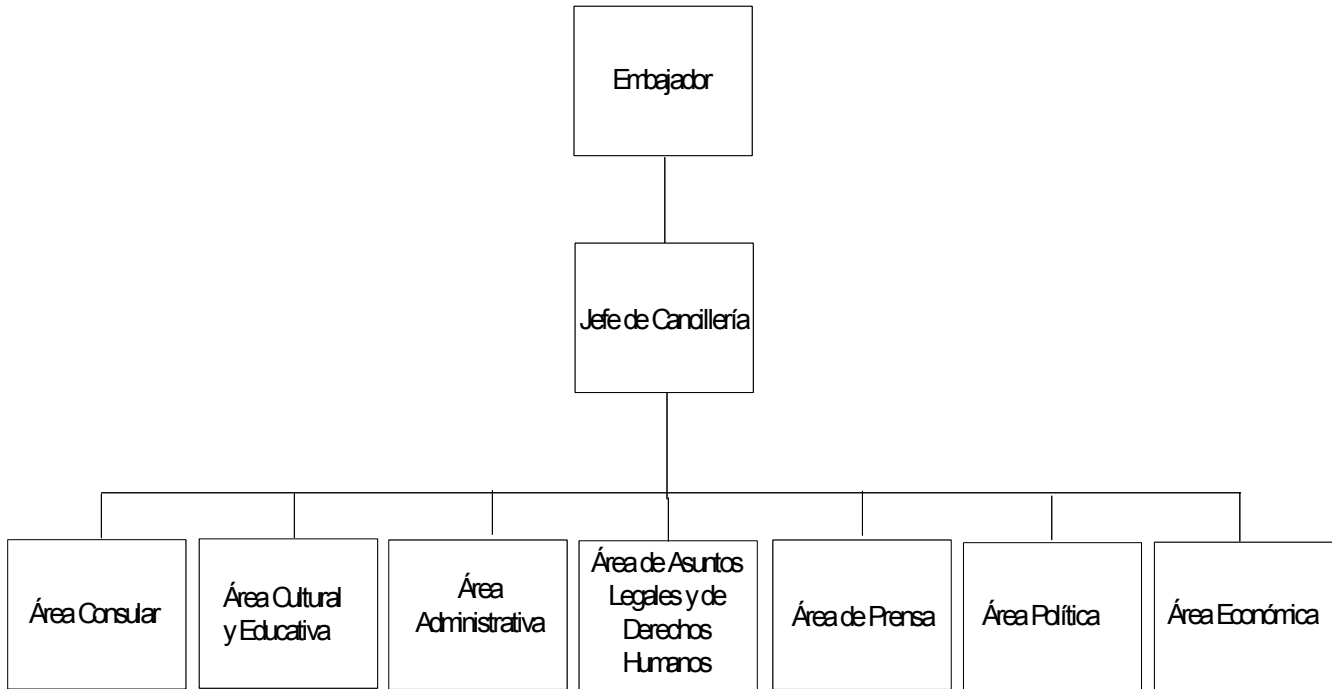 Embajador
Jefe de Cancillería
Área Consular
Área Cultural
y Educativa
Área
Administrativa
Área de Asuntos
Legales y de
Derechos
Humanos
Área de Prensa
Área Política
Área Económica